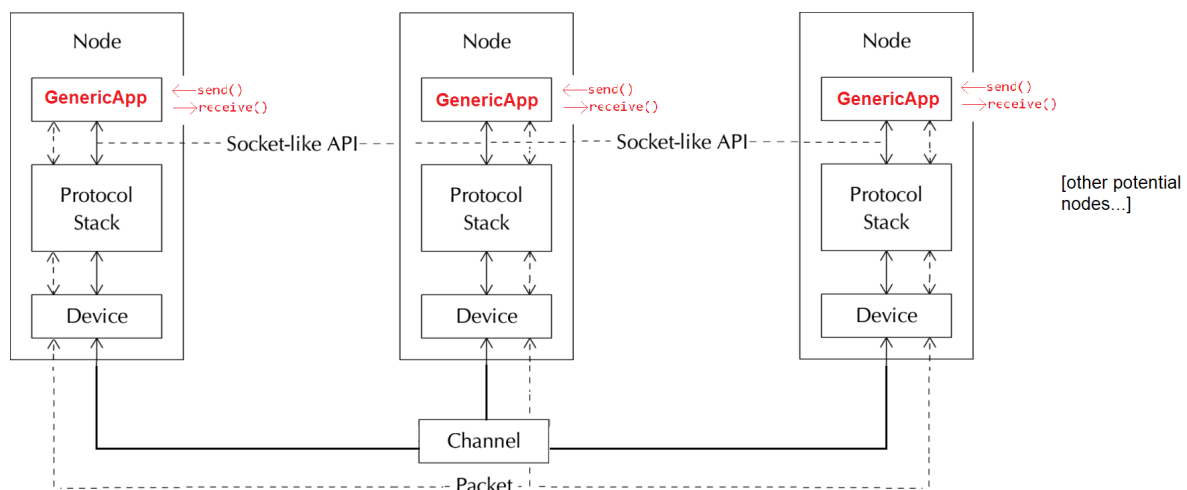 Node
Node
Node
GenericApp
send()
receive()
GenericApp
send()
receive()
GenericApp
send()
receive()
Socket-like API
Socket-like API
Protocol
Stack
Protocol
Stack
Protocol
Stack
[other potential
nodes...]
Device
Device
Device
Channel
Packet